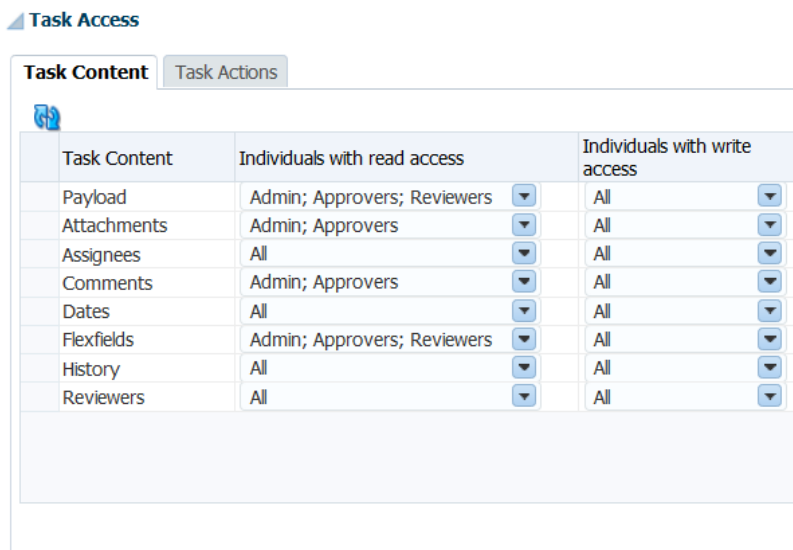 Task Access
Task Content Task Actions
Task Content Individuals with read access Individuals with write access
Payload Admin; Approvers; Reviewers All
Attachments Admin; Approvers All
Assignees All All
Comments Admin; Approvers All
Dates All All
Flexfields Admin; Approvers; Reviewers All
History All All
Reviewers All All